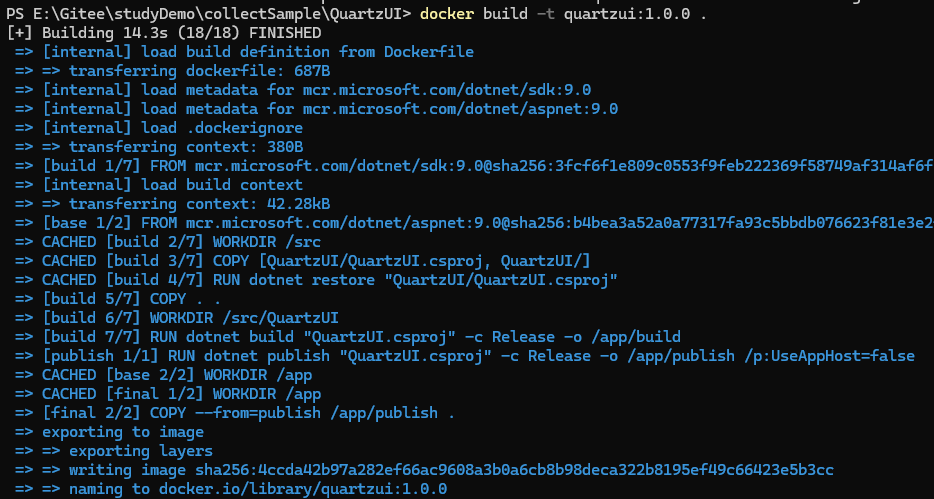 PS E:\Gitee\studyDemo\collectSample\QuartzUI> docker build -t quartzui:1.0.0 .
[+] Building 14.3s (18/18) FINISHED
=> [internal] load build definition from Dockerfile
=> => transferring dockerfile: 687B
=> [internal] load metadata for mcr.microsoft.com/dotnet/sdk:9.0
=> [internal] load metadata for mcr.microsoft.com/dotnet/aspnet:9.0
=> [internal] load .dockerignore
=> => transferring context: 380B
=> [build 1/7] FROM mcr.microsoft.com/dotnet/sdk:9.0@sha256:3fcf6f1e809c0553f9feb222369f58749af314af6f
=> [internal] load build context
=> => transferring context: 42.28kB
=> [base 1/2] FROM mcr.microsoft.com/dotnet/aspnet:9.0@sha256:b4bea3a52a0a77317fa93c5bbdb076623f81e3e2
=> CACHED [build 2/7] WORKDIR /src
=> CACHED [build 3/7] COPY [QuartzUI/QuartzUI.csproj, QuartzUI/]
=> CACHED [build 4/7] RUN dotnet restore "QuartzUI/QuartzUI.csproj"
=> [build 5/7] COPY . .
=> [build 6/7] WORKDIR /src/QuartzUI
=> [build 7/7] RUN dotnet build "QuartzUI.csproj" -c Release -o /app/build
=> [publish 1/1] RUN dotnet publish "QuartzUI.csproj" -c Release -o /app/publish /p:UseAppHost=false
=> CACHED [base 2/2] WORKDIR /app
=> CACHED [final 1/2] WORKDIR /app
=> [final 2/2] COPY --from=publish /app/publish .
=> exporting to image
=> => exporting layers
=> => writing image sha256:4ccda42b97a282ef66ac9608a3b0a6cb8b98deca322b8195ef49c66423e5b3cc
=> => naming to docker.io/library/quartzui:1.0.0